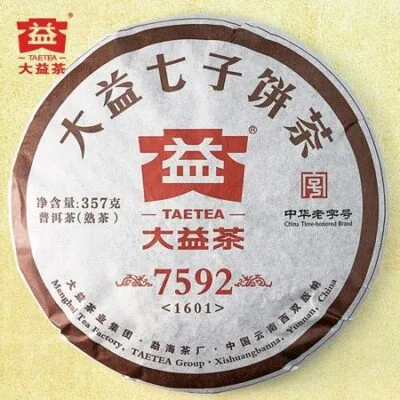 益®
TAETEA
大益茶
大益七子饼茶
益®
TAETEA
大益茶
净含量:357克
普洱茶(熟茶)
中华老字号
China Time-honored Brand
7592
<1601>
大益茶业集团·勐海茶厂·中国云南西双版纳
Menghai Tea Factory, TAETEA Group·Xishuangbanna, Yunnan, China